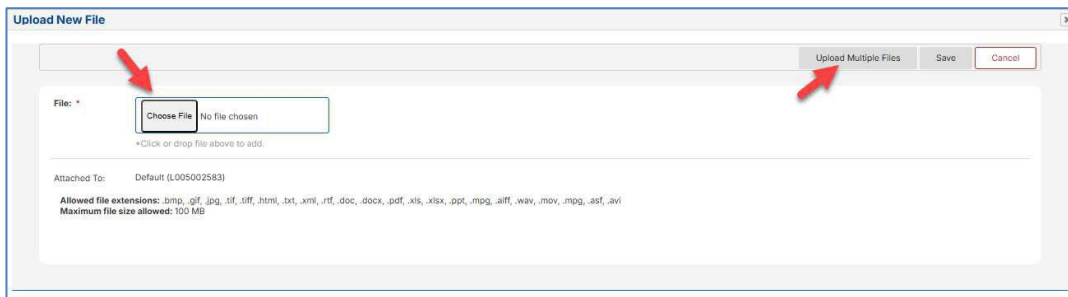 Upload New File
Upload Multiple Files Save Cancel
File: *
Choose File No file chosen
*Click or drop file above to add.
Attached To: Default (L005002583)
Allowed file extensions: .bmp, .gif, .jpg, .tif, .tiff, .html, .txt, .xml, .rtf, .doc, .docx, .pdf, .xls, .xlsx, .ppt, .mpg, .aiff, .wav, .mov, .mpg, .asf, .avi
Maximum file size allowed: 100 MB